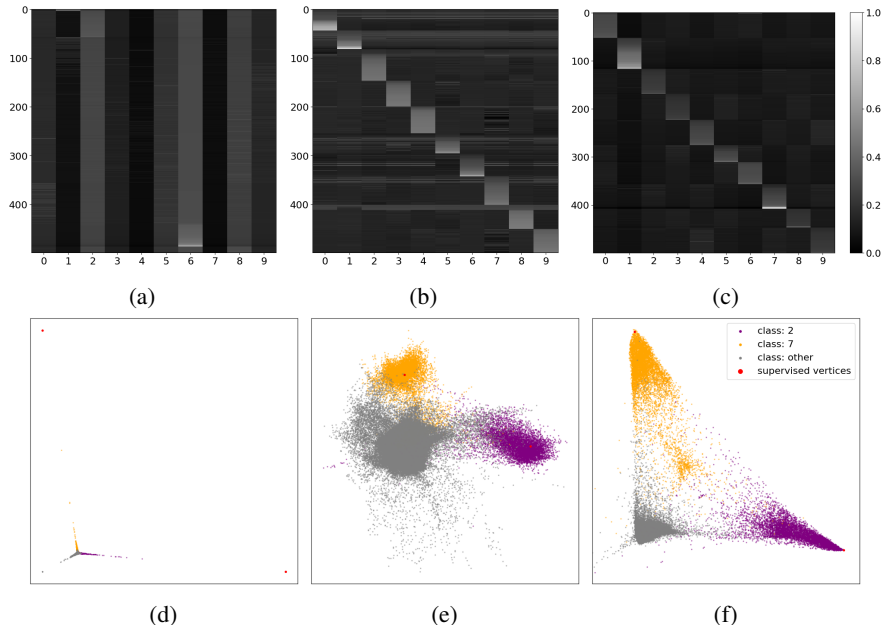 0
100
200
300
400
0 1 2 3 4 5 6 7 8 9
(a)
0
100
200
300
400
0 1 2 3 4 5 6 7 8 9
(b)
0
100
200
300
400
0 1 2 3 4 5 6 7 8 9
(c)
1.0
0.8
0.6
0.4
0.2
0.0
(d)
(e)
class: 2
class: 7
class: other
supervised vertices
(f)